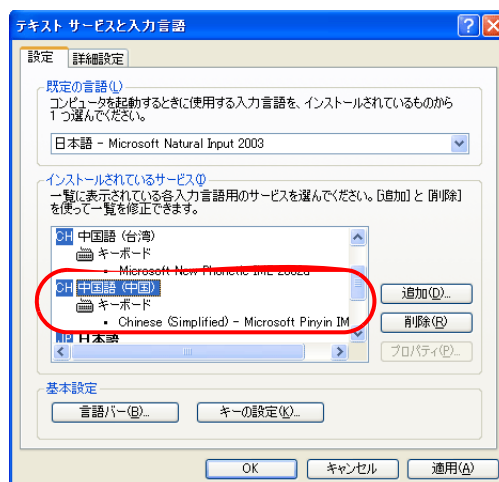 テキスト サービスと入力言語
設定
詳細設定
既定の言語(L)
コンピュータを起動するときに使用する入力言語を、インストールされているものから
1 つ選んでください。
日本語 - Microsoft Natural Input 2003
インストールされているサービス(I)
一覧に表示されている各入力言語用のサービスを選んでください。[追加] と [削除]
を使って一覧を修正できます。
CH 中国語 (台湾)
キーボード
• Microsoft New Phonetic IME 2002a
CH 中国語 (中国)
キーボード
• Chinese (Simplified) - Microsoft Pinyin IM
JP 日本語
追加(D)...
削除(R)
プロパティ(P)...
基本設定
言語バー(B)...
キーの設定(K)...
OK
キャンセル
適用(A)